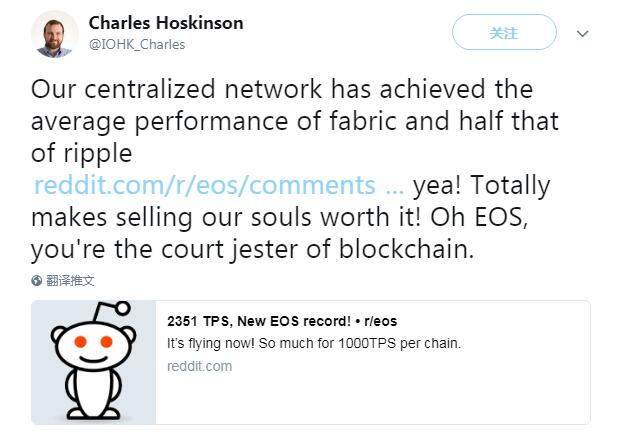 Charles Hoskinson
@IOHK_Charles
关注
Our centralized network has achieved the
average performance of fabric and half that
of ripple
reddit.com/r/eos/comments ... yea! Totally
makes selling our souls worth it! Oh EOS,
you're the court jester of blockchain.
翻译推文
2351 TPS, New EOS record! • r/eos
It's flying now! So much for 1000TPS per chain.
reddit.com